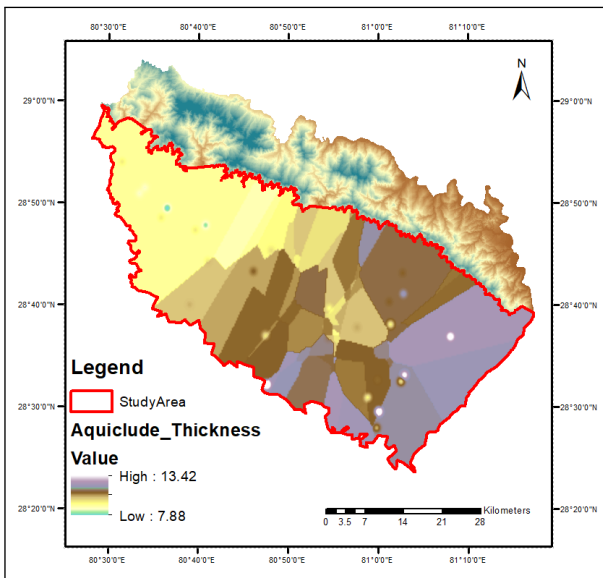 80°30'0"E 80°40'0"E 80°50'0"E 81°0'0"E 81°10'0"E
N
29°0'0"N 29°0'0"N
28°50'0"N 28°50'0"N
28°40'0"N 28°40'0"N
28°30'0"N 28°30'0"N
28°20'0"N 28°20'0"N
Legend
StudyArea
Aquiclude_Thickness
Value
High : 13.42
Low : 7.88
Kilometers
0 3.5 7 14 21 28
80°30'0"E 80°40'0"E 80°50'0"E 81°0'0"E 81°10'0"E